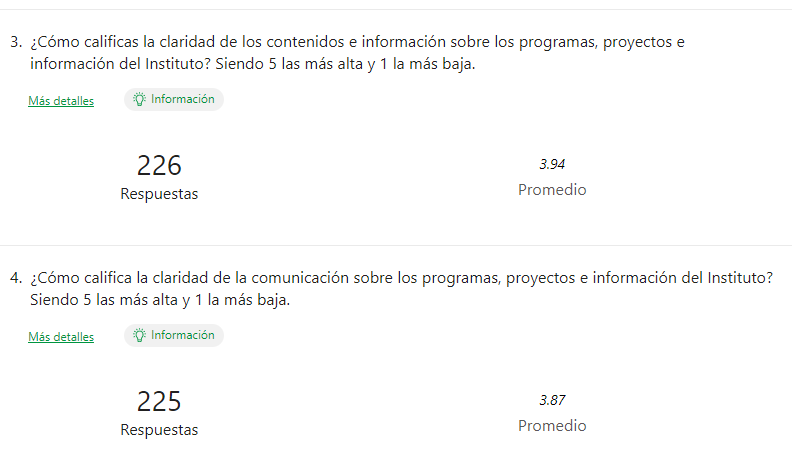 3. ¿Cómo calificas la claridad de los contenidos e información sobre los programas, proyectos e
información del Instituto? Siendo 5 las más alta y 1 la más baja.
Más detalles
Información
226
3.94
Respuestas
Promedio
4. ¿Cómo califica la claridad de la comunicación sobre los programas, proyectos e información del Instituto?
Siendo 5 las más alta y 1 la más baja.
Más detalles
Información
225
3.87
Respuestas
Promedio